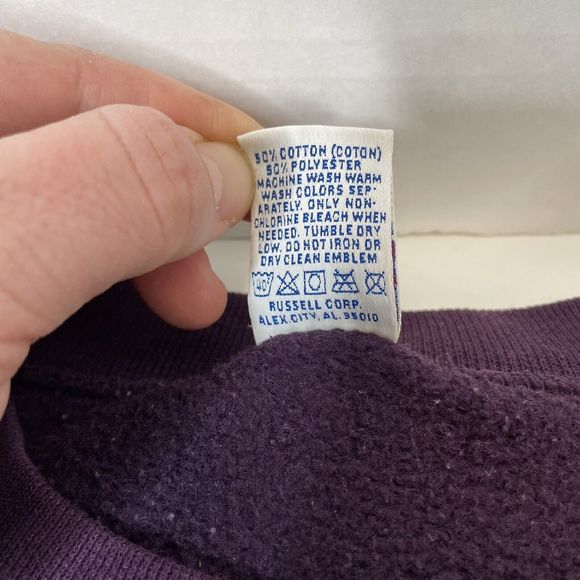 50% COTTON (COTON)
50% POLYESTER
MACHINE WASH WARM
WASH COLORS SEP-
ARATELY. ONLY NON-
CHLORINE BLEACH WHEN
NEEDED. TUMBLE DRY
LOW. DO NOT IRON OR
DRY CLEAN EMBLEM
40°
RUSSELL CORP.
ALEX.CITY, AL. 35010